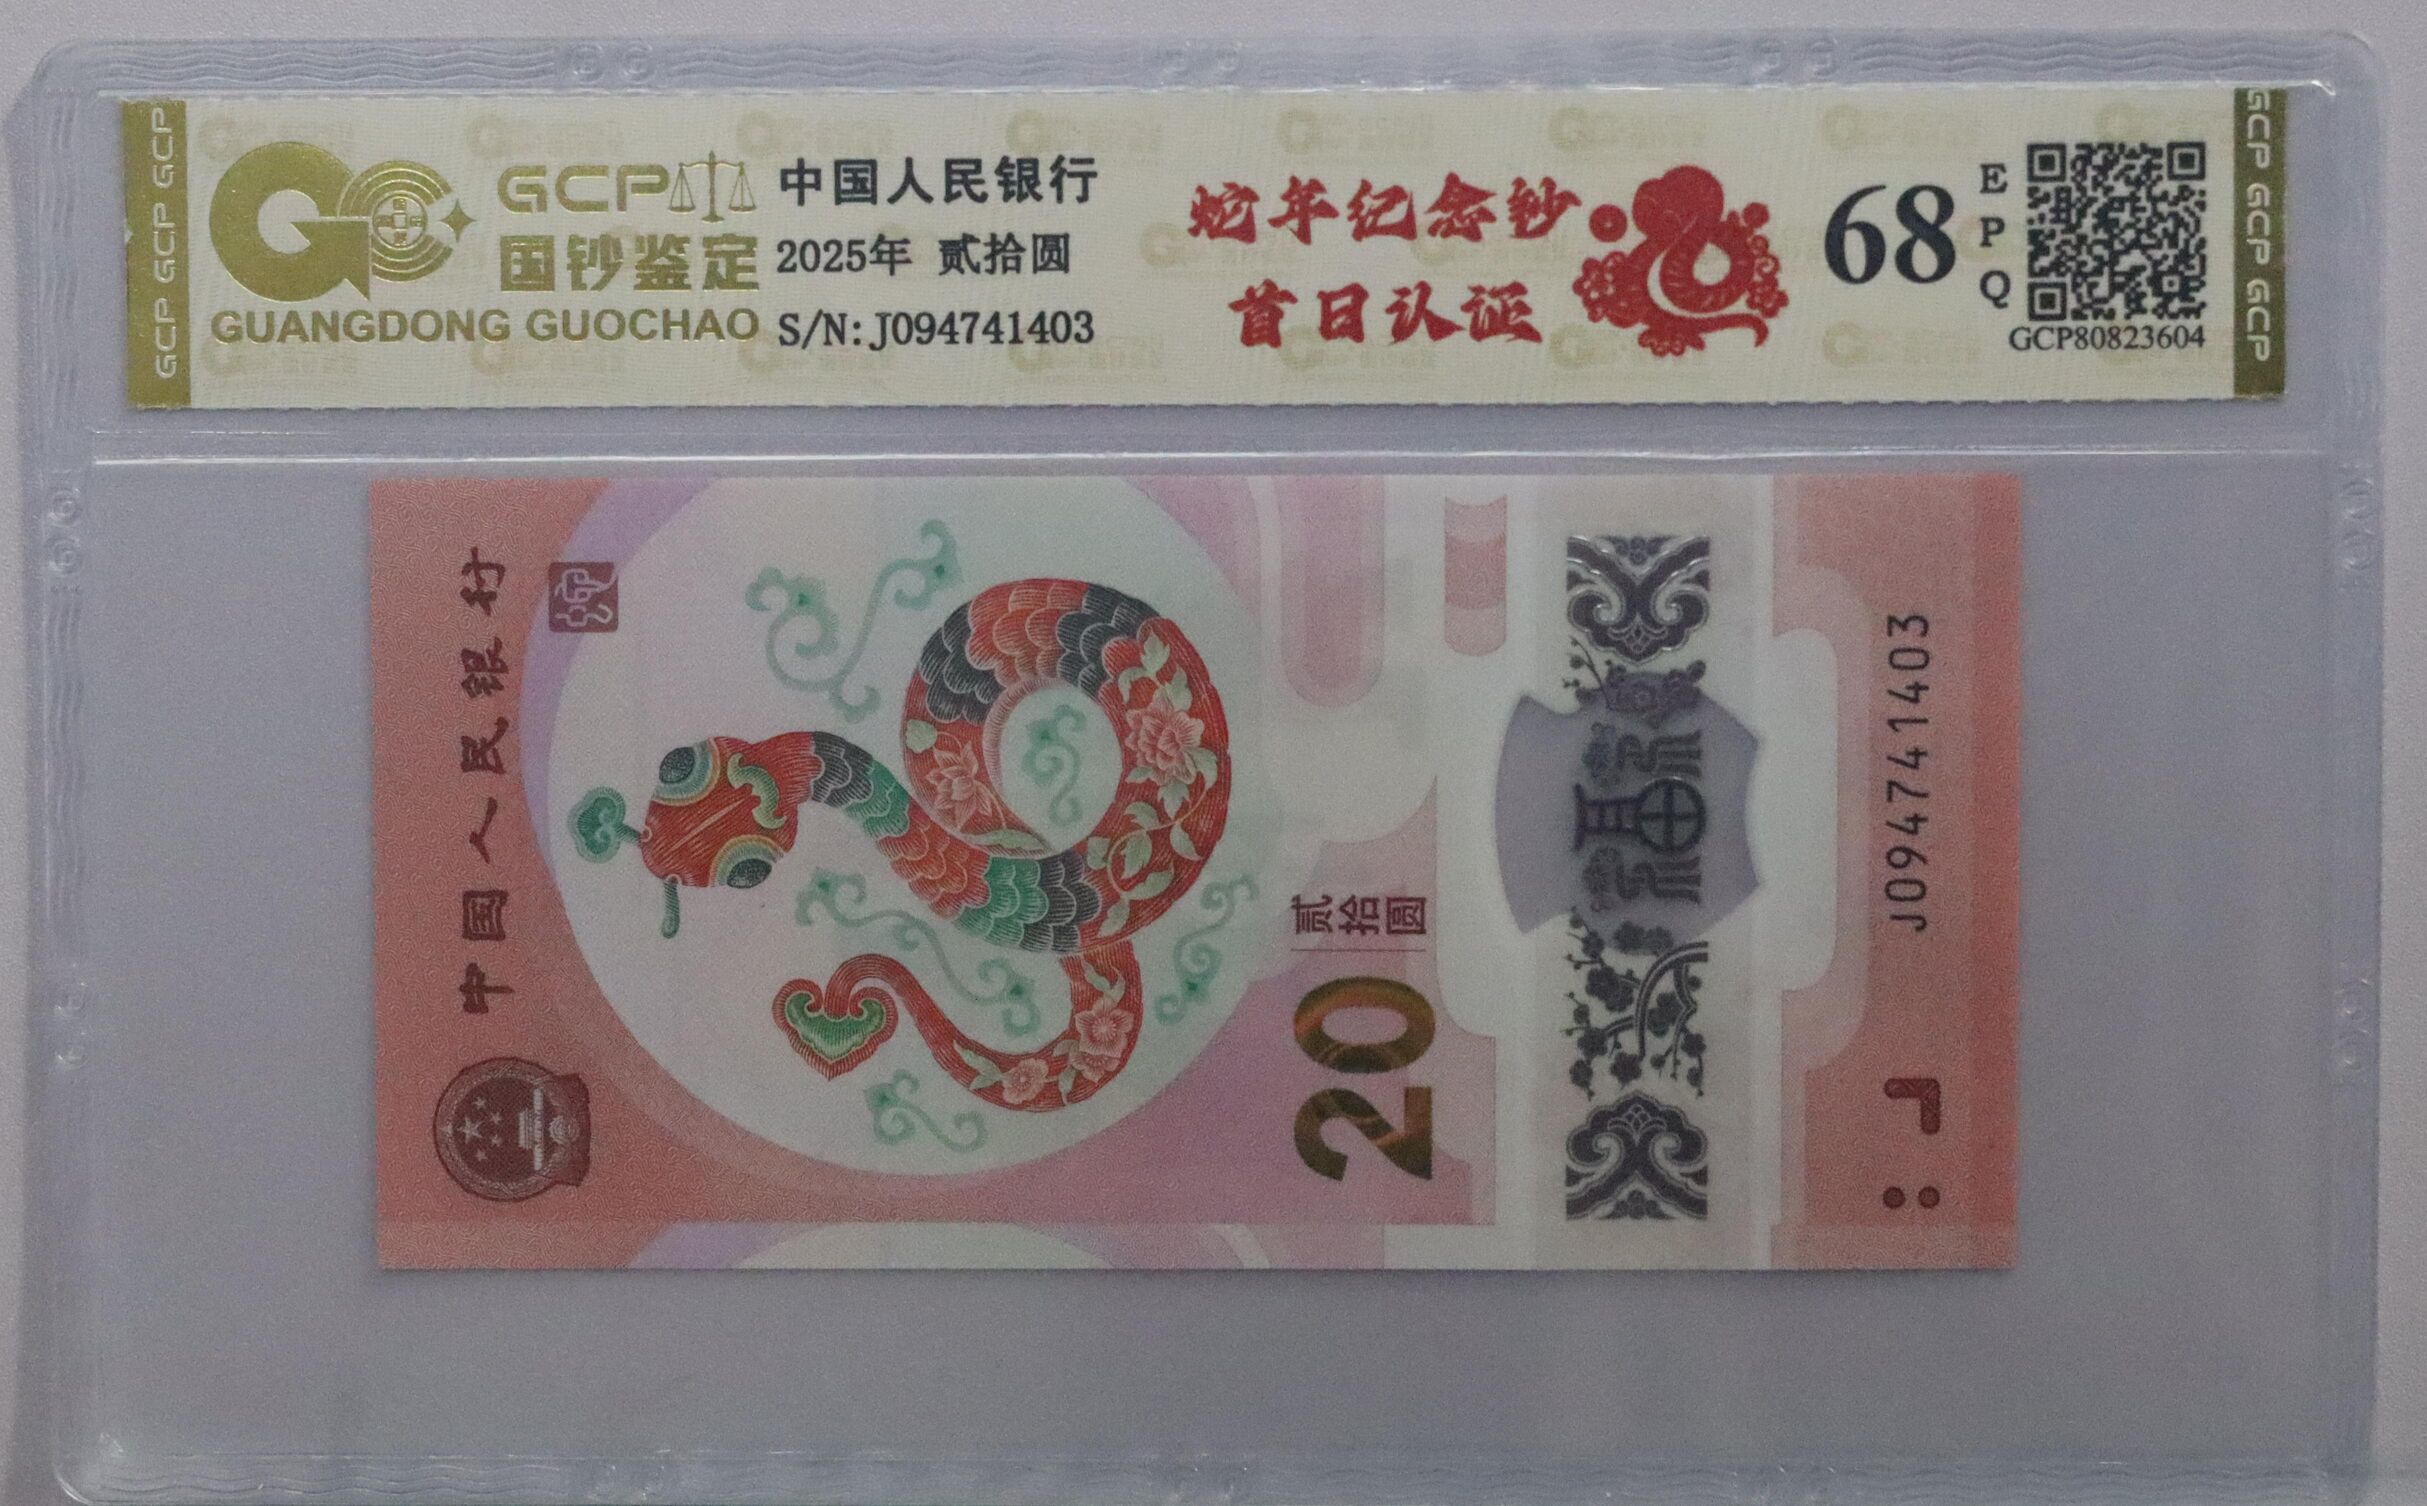 GCP GCP GCP
GCP
国钞鉴定
GUANGDONG GUOCHAO
中国人民银行
2025年 贰拾圆
S/N: J094741403
蛇年纪念钞
首日认证
68
EPQ
GCP80823604
GCP GCP GCP
中国人民银行
贰拾圆
20
福
J094741403